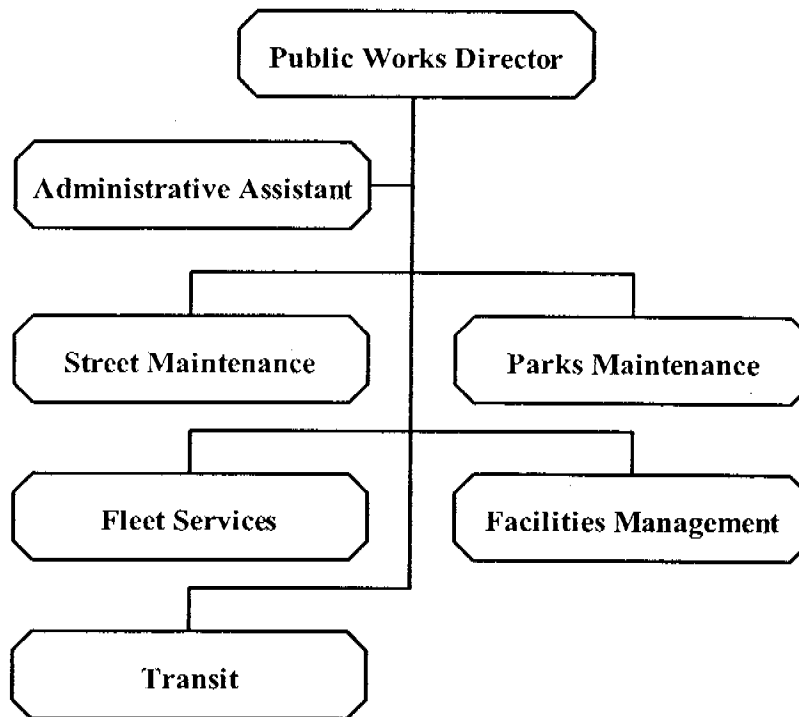 Public Works Director
Administrative Assistant
Street Maintenance
Parks Maintenance
Fleet Services
Facilities Management
Transit